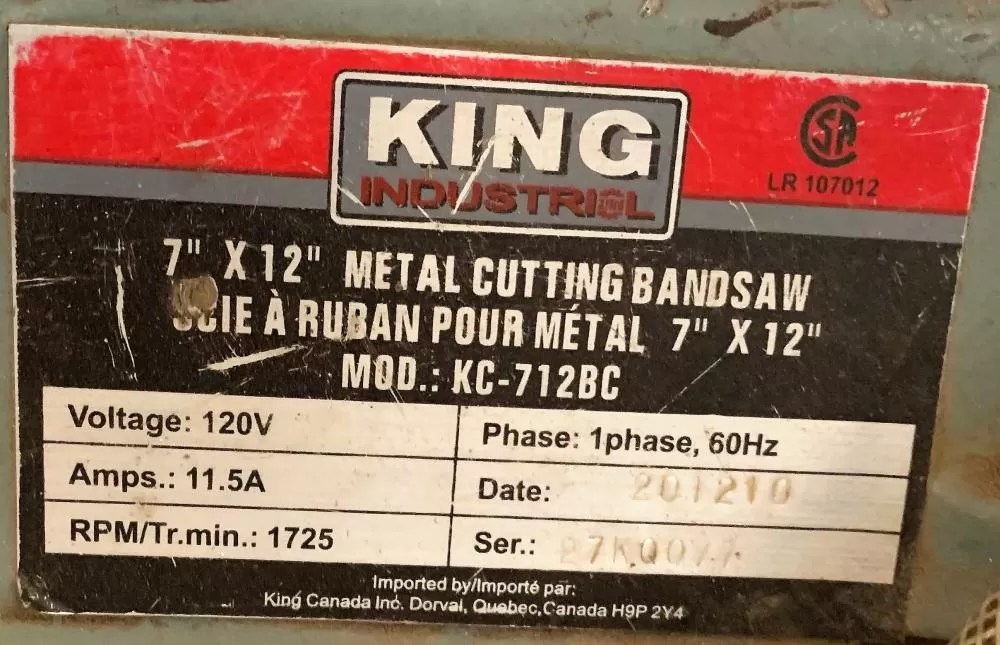 KING
INDUSTRIAL
CSA
LR 107012
7" X 12" METAL CUTTING BANDSAW
SCIE À RUBAN POUR MÉTAL 7" X 12"
MOD.: KC-712BC
Voltage: 120V
Phase: 1phase, 60Hz
Amps.: 11.5A
Date: 201210
RPM/Tr.min.: 1725
Ser.:
Imported by/Importé par:
King Canada Inc. Dorval, Quebec, Canada H9P 2Y4